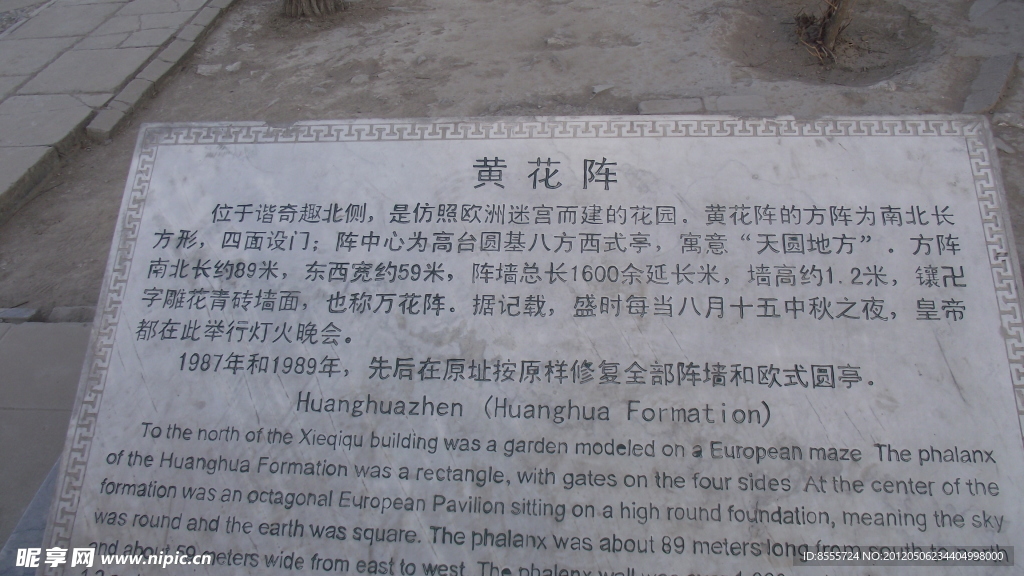 黄花阵
位于谐奇趣北侧，是仿照欧洲迷宫而建的花园。黄花阵的方阵为南北长
方形，四面设门；阵中心为高台圆基八方西式亭，寓意“天圆地方”。方阵
南北长约89米，东西宽约59米，阵墙总长1600余延长米，墙高约1.2米，镶卍
字雕花青砖墙面，也称万花阵。据记载，盛时每当八月十五中秋之夜，皇帝
都在此举行灯火晚会。
1987年和1989年，先后在原址按原样修复全部阵墙和欧式圆亭。
Huanghuazhen (Huanghua Formation)
To the north of the Xieqiqu building was a garden modeled on a European maze. The phalanx
of the Huanghua Formation was a rectangle, with gates on the four sides. At the center of the
formation was an octagonal European Pavilion sitting on a high round foundation, meaning the sky
was round and the earth was square. The phalanx was about 89 meters long from
and about 59 meters wide from east to west. The phalanx wall was
昵享网 www.nipic.com
ID:8555724 NO:20120506234404998000